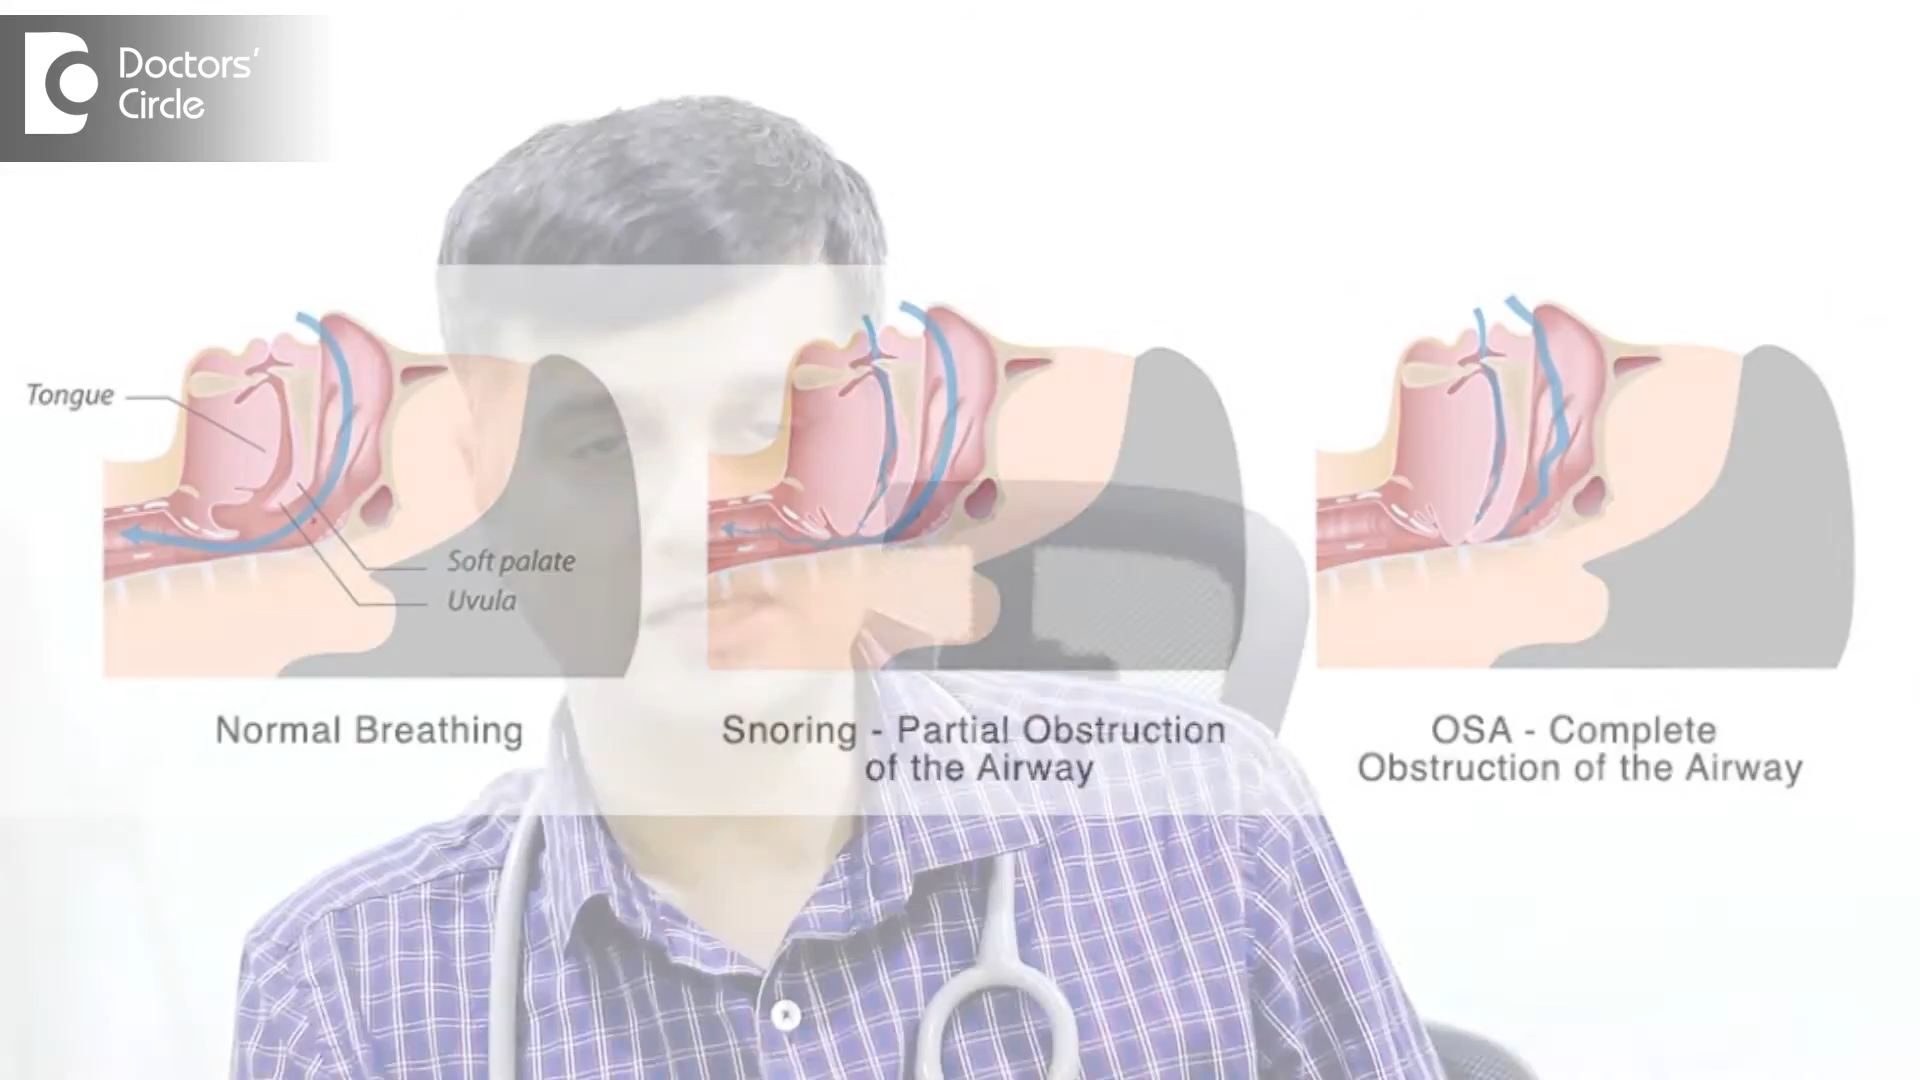 Doctors'
Circle
Tongue
Soft palate
Uvula
Normal Breathing
Snoring - Partial Obstruction
of the Airway
OSA - Complete
Obstruction of the Airway